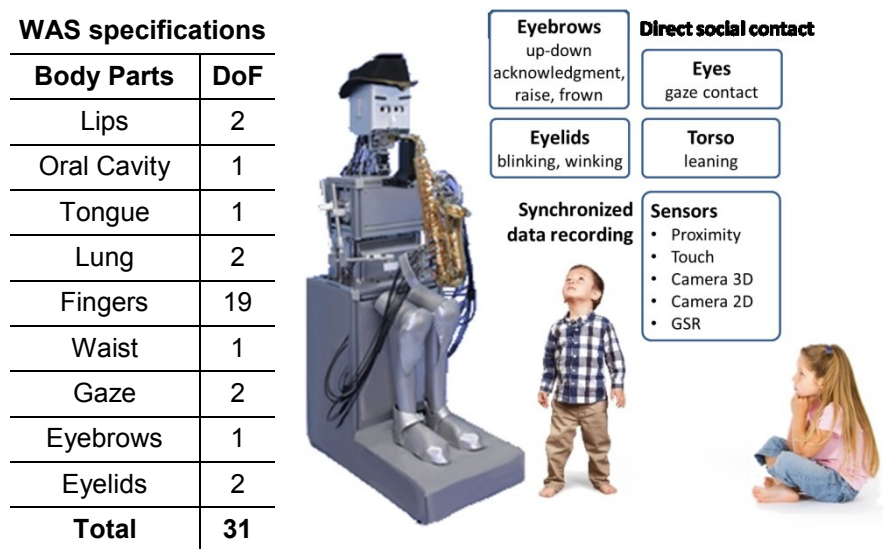 WAS specifications
Body Parts DoF
Lips 2
Oral Cavity 1
Tongue 1
Lung 2
Fingers 19
Waist 1
Gaze 2
Eyebrows 1
Eyelids 2
Total 31
Eyebrows
up-down
acknowledgment,
raise, frown
Direct social contact
Eyes
gaze contact
Eyelids
blinking, winking
Torso
leaning
Synchronized
data recording
Sensors
• Proximity
• Touch
• Camera 3D
• Camera 2D
• GSR